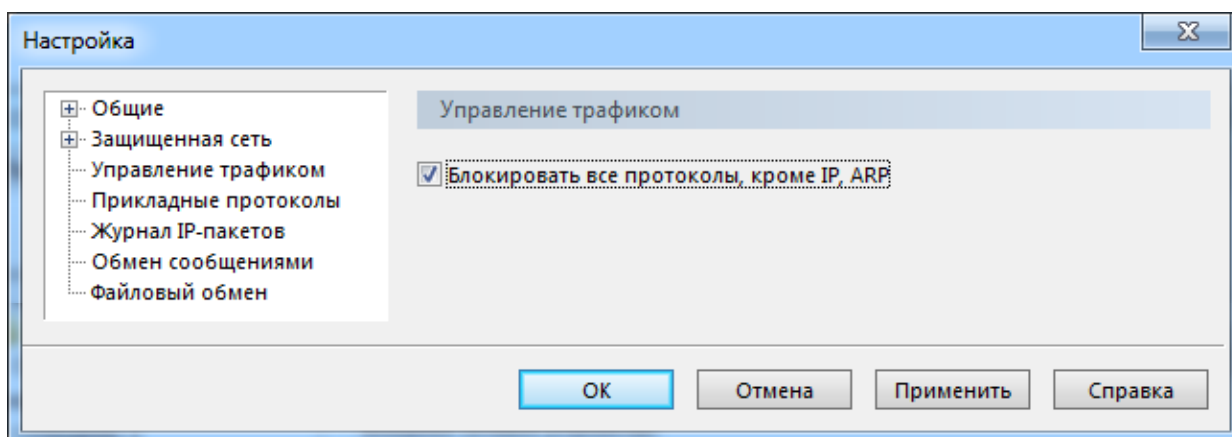 Настройка
Общие
Защищенная сеть
Управление трафиком
Прикладные протоколы
Журнал IP-пакетов
Обмен сообщениями
Файловый обмен
Управление трафиком
Блокировать все протоколы, кроме IP, ARP
OK Отмена Применить Справка